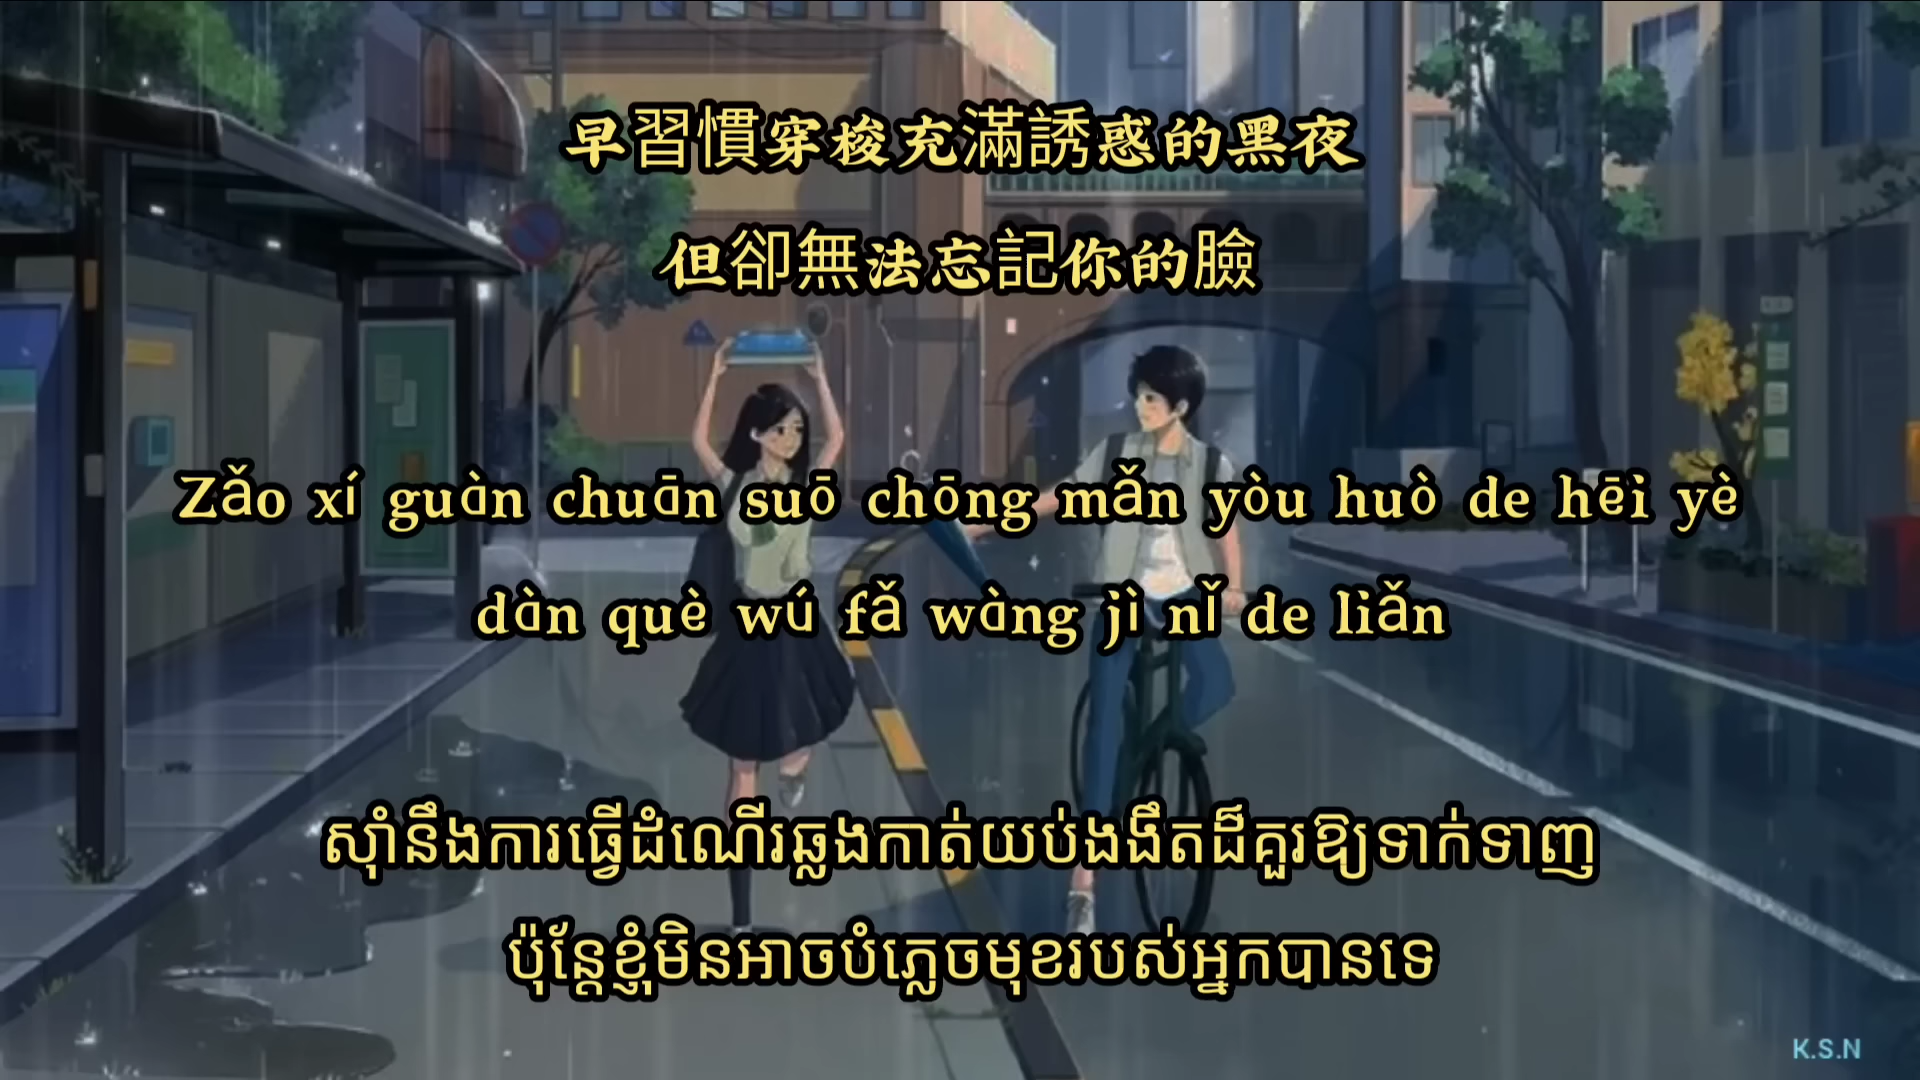 早習慣穿梭充滿誘惑的黑夜
但卻無法忘記你的臉
Zǎo xí guàn chuān suō chōng mǎn yòu huò de hēi yè
dàn què wú fǎ wàng jì nǐ de liǎn
ស៊ាំនឹងការធ្វើដំណើរឆ្លងកាត់យប់ងងឹតដ៏គួរឱ្យទាក់ទាញ
ប៉ុន្តែខ្ញុំមិនអាចបំភ្លេចមុខរបស់អ្នកបានទេ
K.S.N